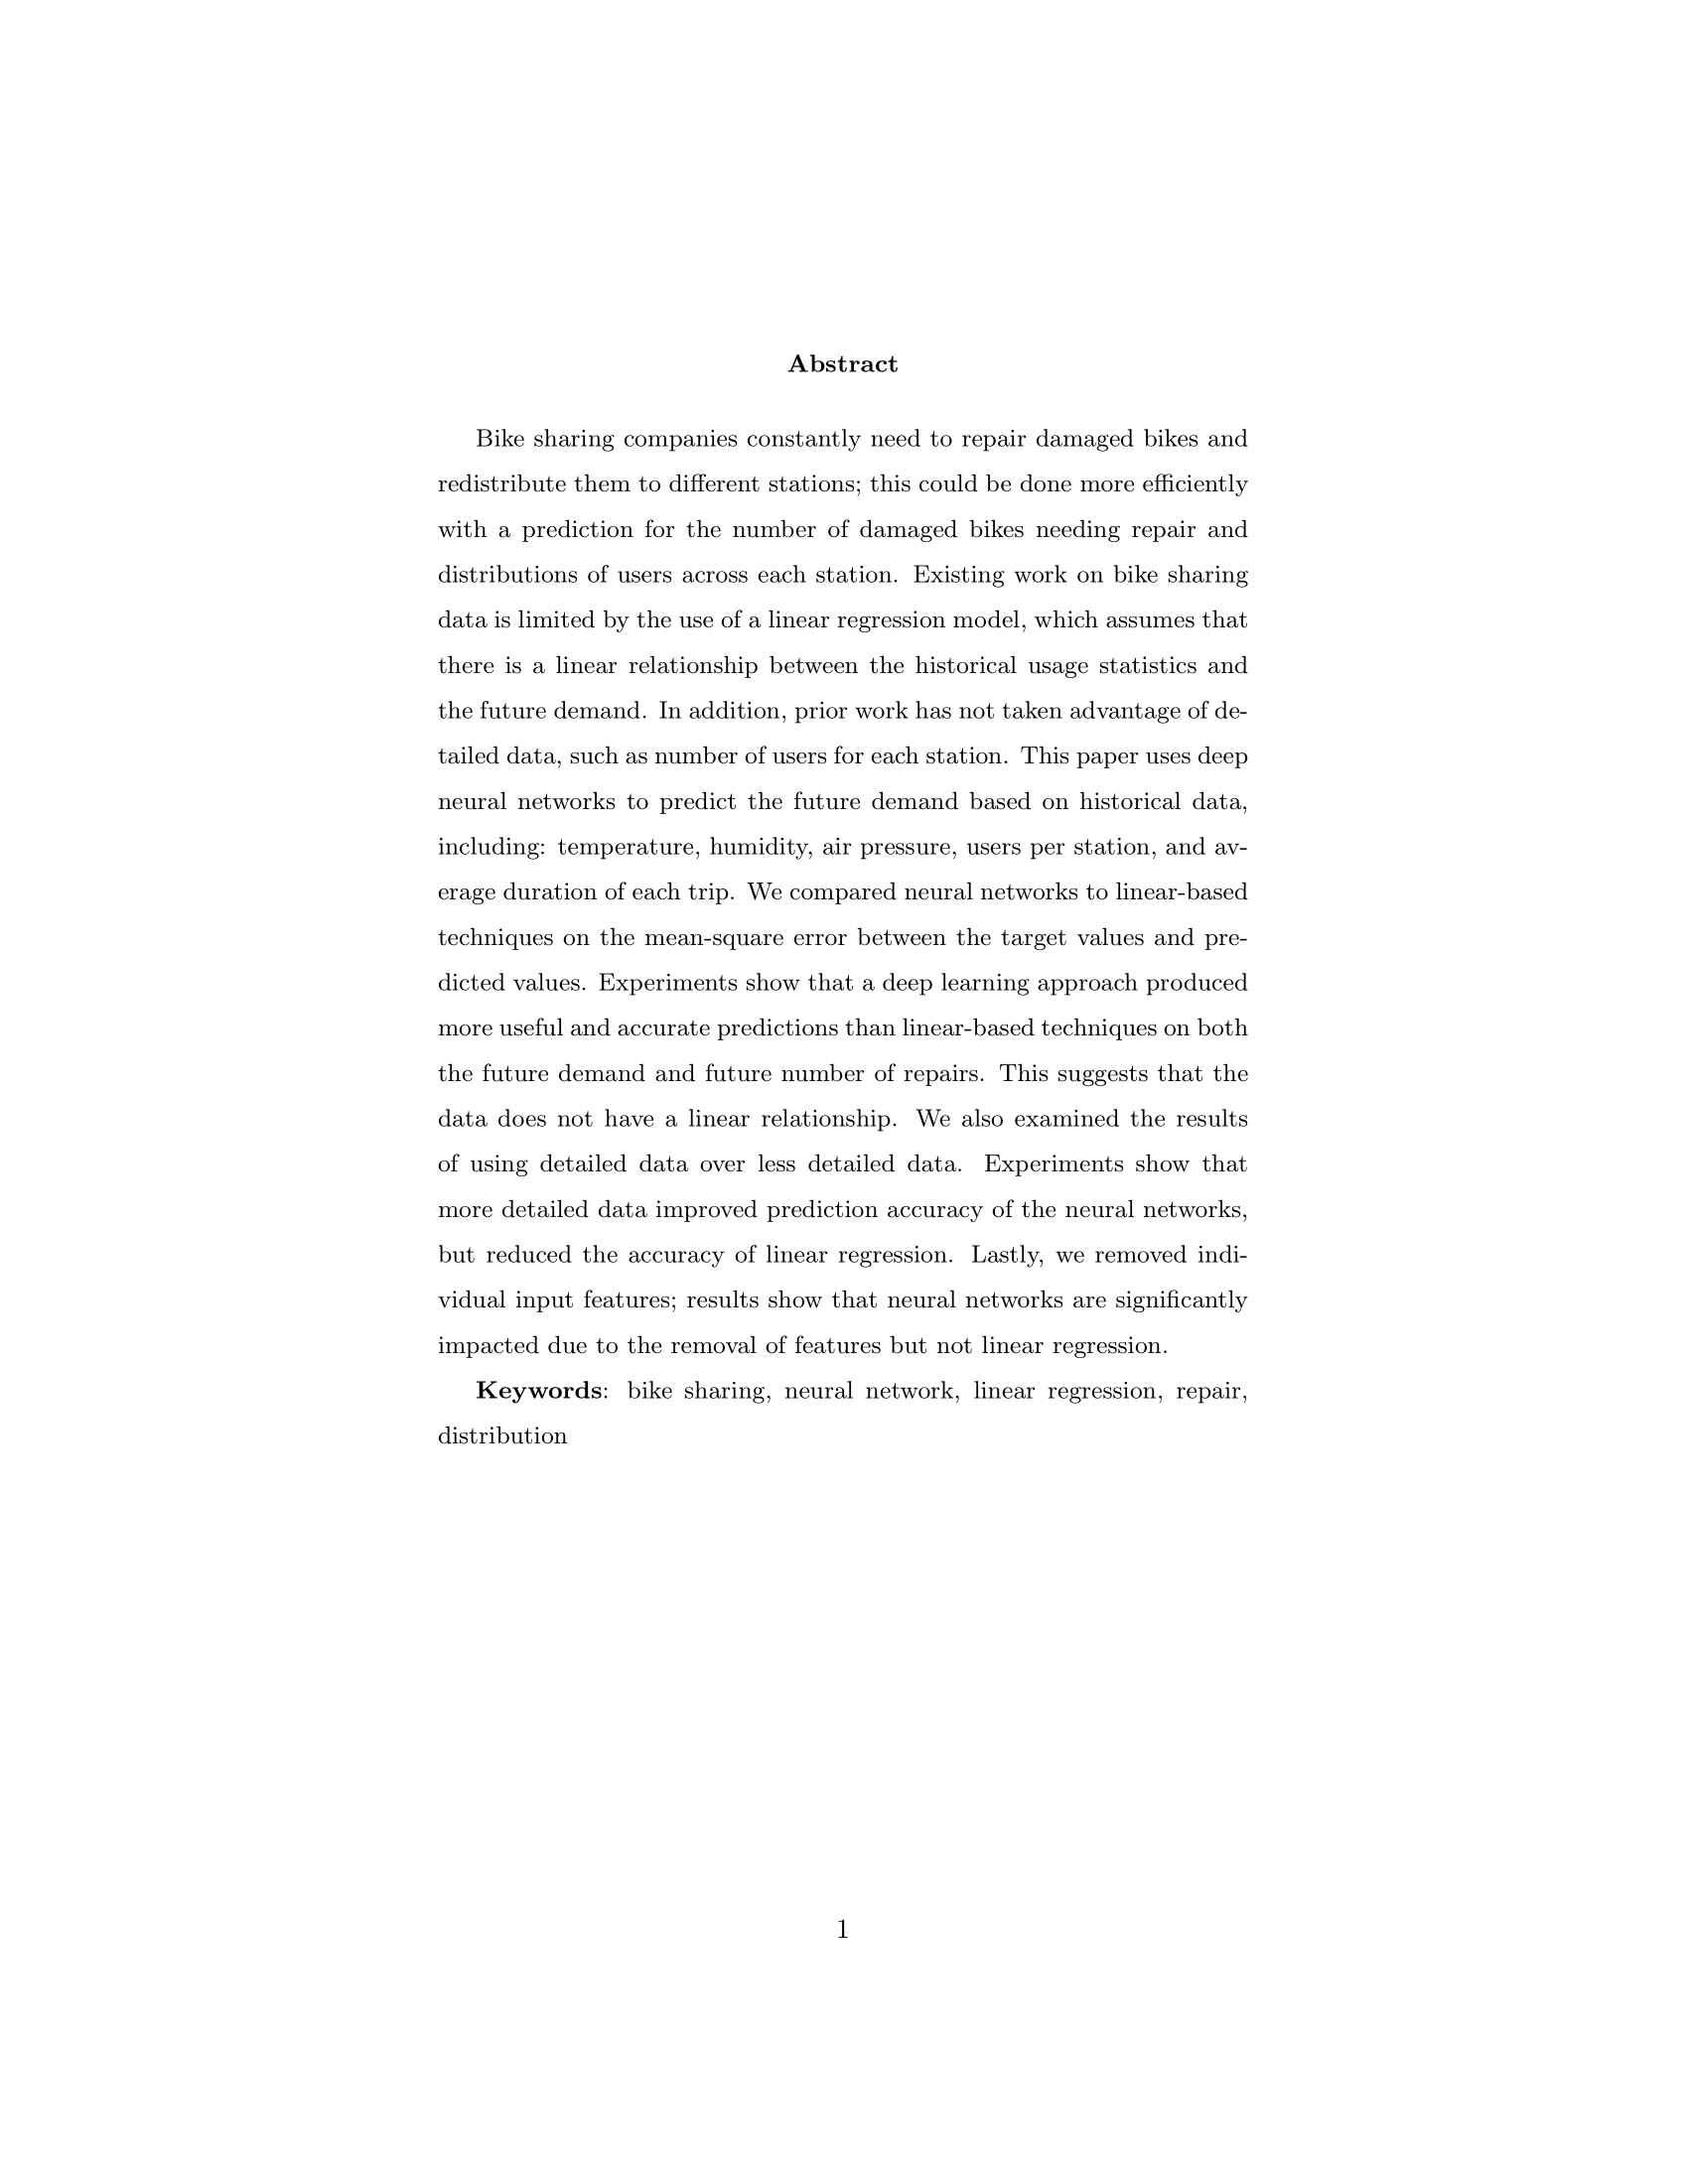 Abstract
Bike sharing companies constantly need to repair damaged bikes and
redistribute them to different stations; this could be done more efficiently
with a prediction for the number of damaged bikes needing repair and
distributions of users across each station. Existing work on bike sharing
data is limited by the use of a linear regression model, which assumes that
there is a linear relationship between the historical usage statistics and
the future demand. In addition, prior work has not taken advantage of de-
tailed data, such as number of users for each station. This paper uses deep
neural networks to predict the future demand based on historical data,
including: temperature, humidity, air pressure, users per station, and av-
erage duration of each trip. We compared neural networks to linear-based
techniques on the mean-square error between the target values and pre-
dicted values. Experiments show that a deep learning approach produced
more useful and accurate predictions than linear-based techniques on both
the future demand and future number of repairs. This suggests that the
data does not have a linear relationship. We also examined the results
of using detailed data over less detailed data. Experiments show that
more detailed data improved prediction accuracy of the neural networks,
but reduced the accuracy of linear regression. Lastly, we removed indi-
vidual input features; results show that neural networks are significantly
impacted due to the removal of features but not linear regression.
Keywords: bike sharing, neural network, linear regression, repair,
distribution
1